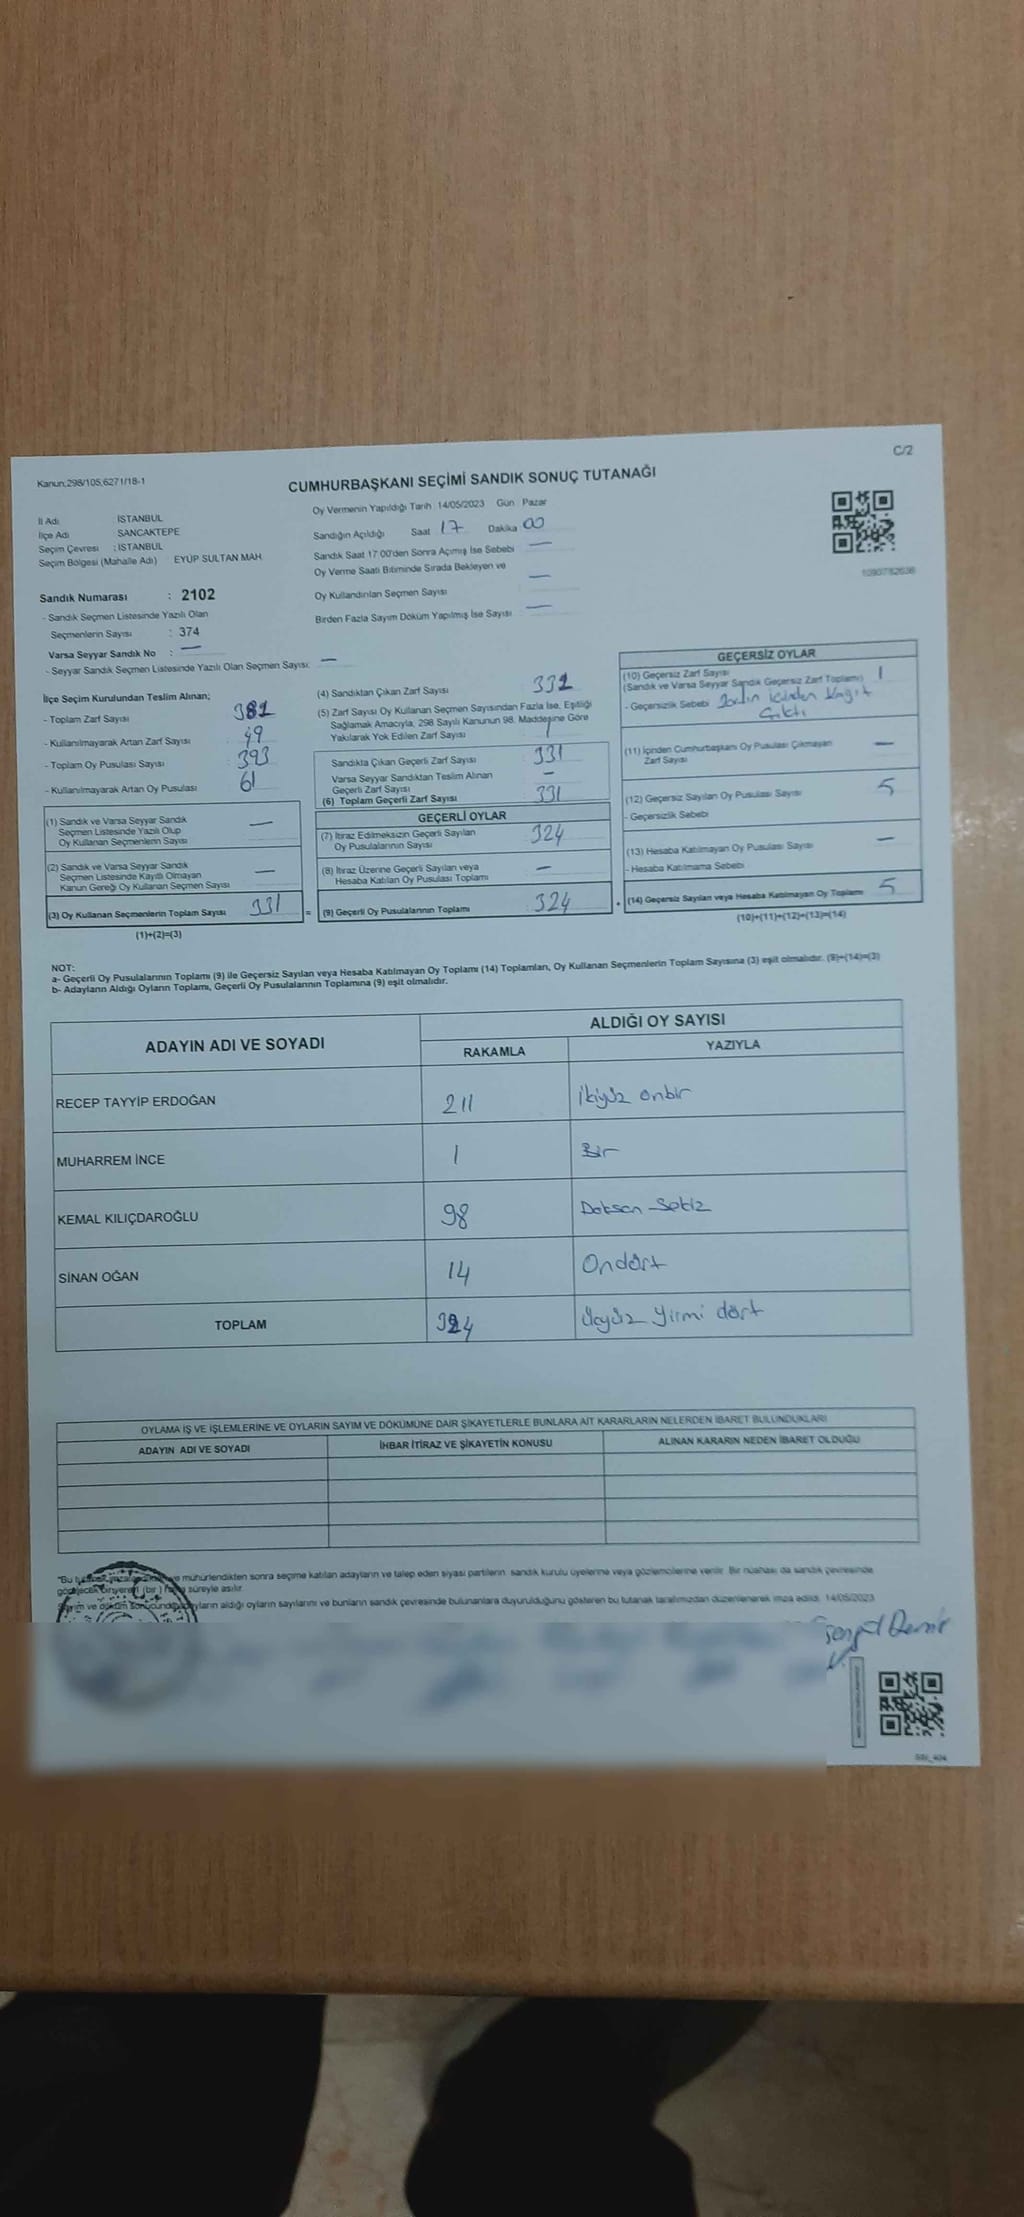 C/2
Kanun,298/105,6271/18-1
CUMHURBAŞKANI SEÇİMİ SANDIK SONUÇ TUTANAĞI
İl Adı İSTANBUL
İlçe Adı SANCAKTEPE
Seçim Çevresi : İSTANBUL
Seçim Bölgesi (Mahalle Adı) EYÜP SULTAN MAH.
Oy Vermenin Yapıldığı Tarih 14/05/2023 Gün Pazar
Sandığın Açıldığı Saat 17 Dakika 00
Sandık Saat 17:00'den Sonra Açımış İse Sebebi —
Oy Verme Saati Bitiminde Sırada Bekleyen ve
Oy Kullandırılan Seçmen Sayısı —
Birden Fazla Sayım Döküm Yapılmış İse Sayısı —
Sandık Numarası : 2102
- Sandık Seçmen Listesinde Yazılı Olan
Seçmenlerin Sayısı : 374
Varsa Seyyar Sandık No : —
- Seyyar Sandık Seçmen Listesinde Yazılı Olan Seçmen Sayısı: —
İlçe Seçim Kurulundan Teslim Alınan;
- Toplam Zarf Sayısı 381
- Kullanılmayarak Artan Zarf Sayısı : 49
- Toplam Oy Pusulası Sayısı : 393
- Kullanılmayarak Artan Oy Pusulası 61
(1) Sandık ve Varsa Seyyar Sandık
Seçmen Listesinde Yazılı Olup
Oy Kullanan Seçmenlerin Sayısı —
(2) Sandık ve Varsa Seyyar Sandık
Seçmen Listesinde Kayıtlı Olmayan
Kanun Gereği Oy Kullanan Seçmen Sayısı —
(3) Oy Kullanan Seçmenlerin Toplam Sayısı 331
(1)+(2)=(3)
(4) Sandıktan Çıkan Zarf Sayısı 332
(5) Zarf Sayısı Oy Kullanan Seçmen Sayısından Fazla İse, Eşitliği
Sağlamak Amacıyla, 298 Sayılı Kanunun 98. Maddesine Göre
Yakılarak Yok Edilen Zarf Sayısı 1
Sandıkta Çıkan Geçerli Zarf Sayısı 331
Varsa Seyyar Sandıktan Teslim Alınan
Geçerli Zarf Sayısı —
(6) Toplam Geçerli Zarf Sayısı 331
GEÇERLİ OYLAR
(7) İtiraz Edilmeksizin Geçerli Sayılan
Oy Pusulalarının Sayısı 324
(8) İtiraz Üzerine Geçerli Sayılan veya
Hesaba Katılan Oy Pusulası Toplamı —
= (9) Geçerli Oy Pusulalarının Toplamı 324
GEÇERSİZ OYLAR
(10) Geçersiz Zarf Sayısı
(Sandık ve Varsa Seyyar Sandık Geçersiz Zarf Toplamı) 1
- Geçersizlik Sebebi Zarfın içinden kağıt
Çıktı
(11) İçinden Cumhurbaşkanı Oy Pusulası Çıkmayan
Zarf Sayısı —
(12) Geçersiz Sayılan Oy Pusulası Sayısı 5
- Geçersizlik Sebebi
(13) Hesaba Katılmayan Oy Pusulası Sayısı —
- Hesaba Katılmama Sebebi
+ (14) Geçersiz Sayılan veya Hesaba Katılmayan Oy Toplamı 5
(10)+(11)+(12)+(13)=(14)
NOT:
a- Geçerli Oy Pusulalarının Toplamı (9) ile Geçersiz Sayılan veya Hesaba Katılmayan Oy Toplamı (14) Toplamları, Oy Kullanan Seçmenlerin Toplam Sayısına (3) eşit olmalıdır. (9)+(14)=(3)
b- Adayların Aldığı Oyların Toplamı, Geçerli Oy Pusulalarının Toplamına (9) eşit olmalıdır.
ADAYIN ADI VE SOYADI ALDIĞI OY SAYISI
RAKAMLA YAZIYLA
RECEP TAYYİP ERDOĞAN 211 ikiyüz onbir
MUHARREM İNCE 1 Bir
KEMAL KILIÇDAROĞLU 98 Doksan Sekiz
SİNAN OĞAN 14 Ondört
TOPLAM 324 Üçyüz yirmi dört
OYLAMA İŞ VE İŞLEMLERİNE VE OYLARIN SAYIM VE DÖKÜMÜNE DAİR ŞİKAYETLERLE BUNLARA AİT KARARLARIN NELERDEN İBARET BULUNDUKLARI
ADAYIN ADI VE SOYADI İHBAR İTİRAZ VE ŞİKAYETİN KONUSU ALINAN KARARIN NEDEN İBARET OLDUĞU
"Bu mühürlendikten sonra seçime katılan adayların ve talep eden siyasi partilerin sandık kurulu üyelerine veya gözlemcilerine verilir. Bir nüshası da sandık çevresinde
(bir) süreyle asılır.
Sayım ve döküm aldığı oyların sayılarını ve bunların sandık çevresinde bulunanlara duyurulduğunu gösteren bu tutanak tarafımızdan düzenlenerek imza edildi. 14/05/2023
Şengül Demir